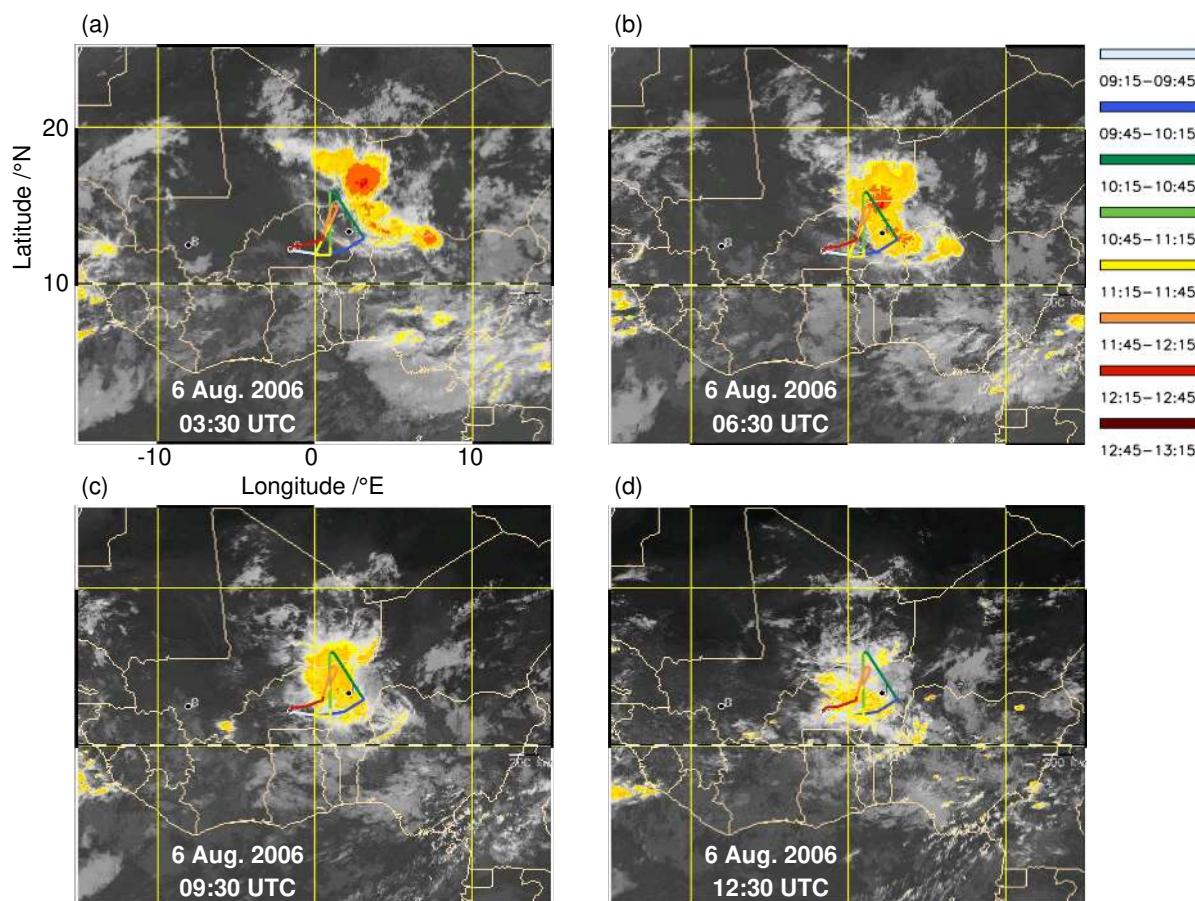 (a)
(b)
09:15-09:45
09:45-10:15
10:15-10:45
10:45-11:15
11:15-11:45
11:45-12:15
12:15-12:45
12:45-13:15
20
10
Latitude /°N
6 Aug. 2006
03:30 UTC
6 Aug. 2006
06:30 UTC
-10
0
10
Longitude /°E
(c)
(d)
6 Aug. 2006
09:30 UTC
6 Aug. 2006
12:30 UTC